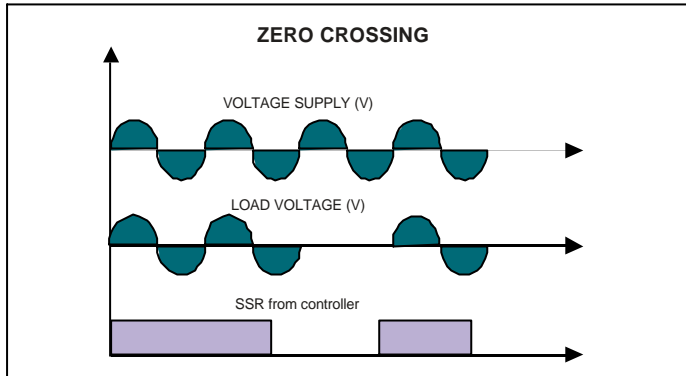 ZERO CROSSING
VOLTAGE SUPPLY (V)
LOAD VOLTAGE (V)
SSR from controller